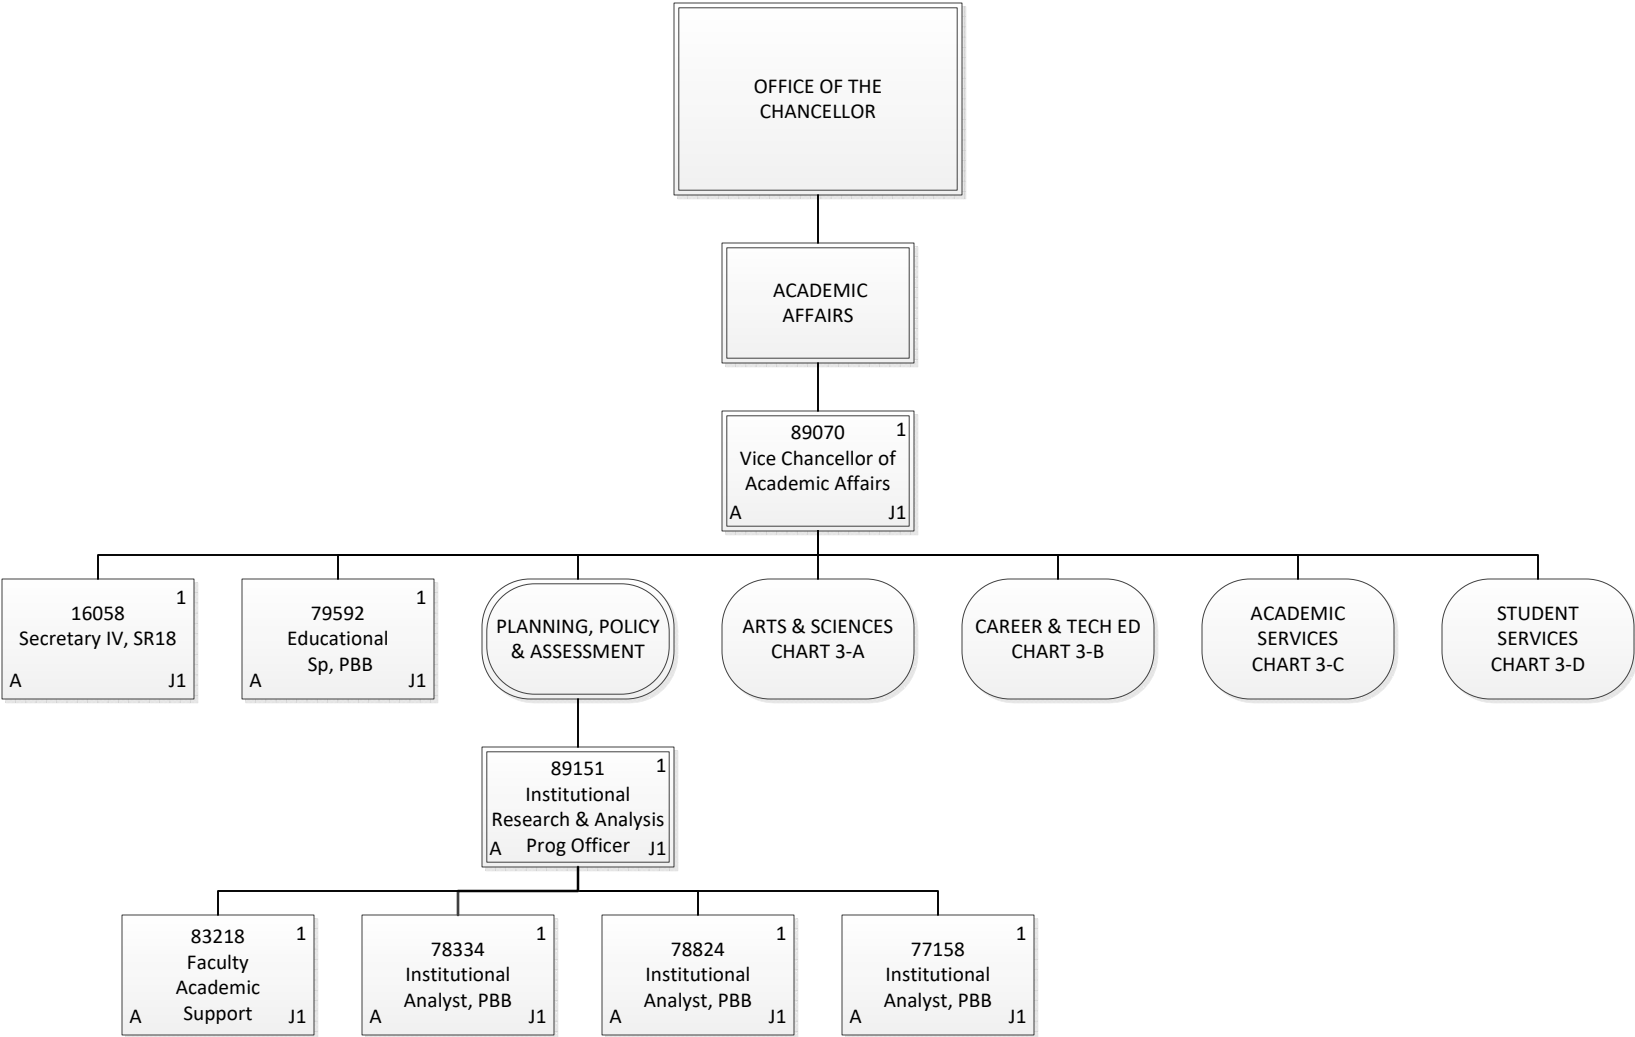 OFFICE OF THE
CHANCELLOR
ACADEMIC
AFFAIRS
89070 1
Vice Chancellor of
Academic Affairs
A J1
16058 1
Secretary IV, SR18
A J1
79592 1
Educational
Sp, PBB
A J1
PLANNING, POLICY
& ASSESSMENT
ARTS & SCIENCES
CHART 3-A
CAREER & TECH ED
CHART 3-B
ACADEMIC
SERVICES
CHART 3-C
STUDENT
SERVICES
CHART 3-D
89151 1
Institutional
Research & Analysis
A Prog Officer J1
83218 1
Faculty
Academic
A Support J1
78334 1
Institutional
Analyst, PBB
A J1
78824 1
Institutional
Analyst, PBB
A J1
77158 1
Institutional
Analyst, PBB
A J1